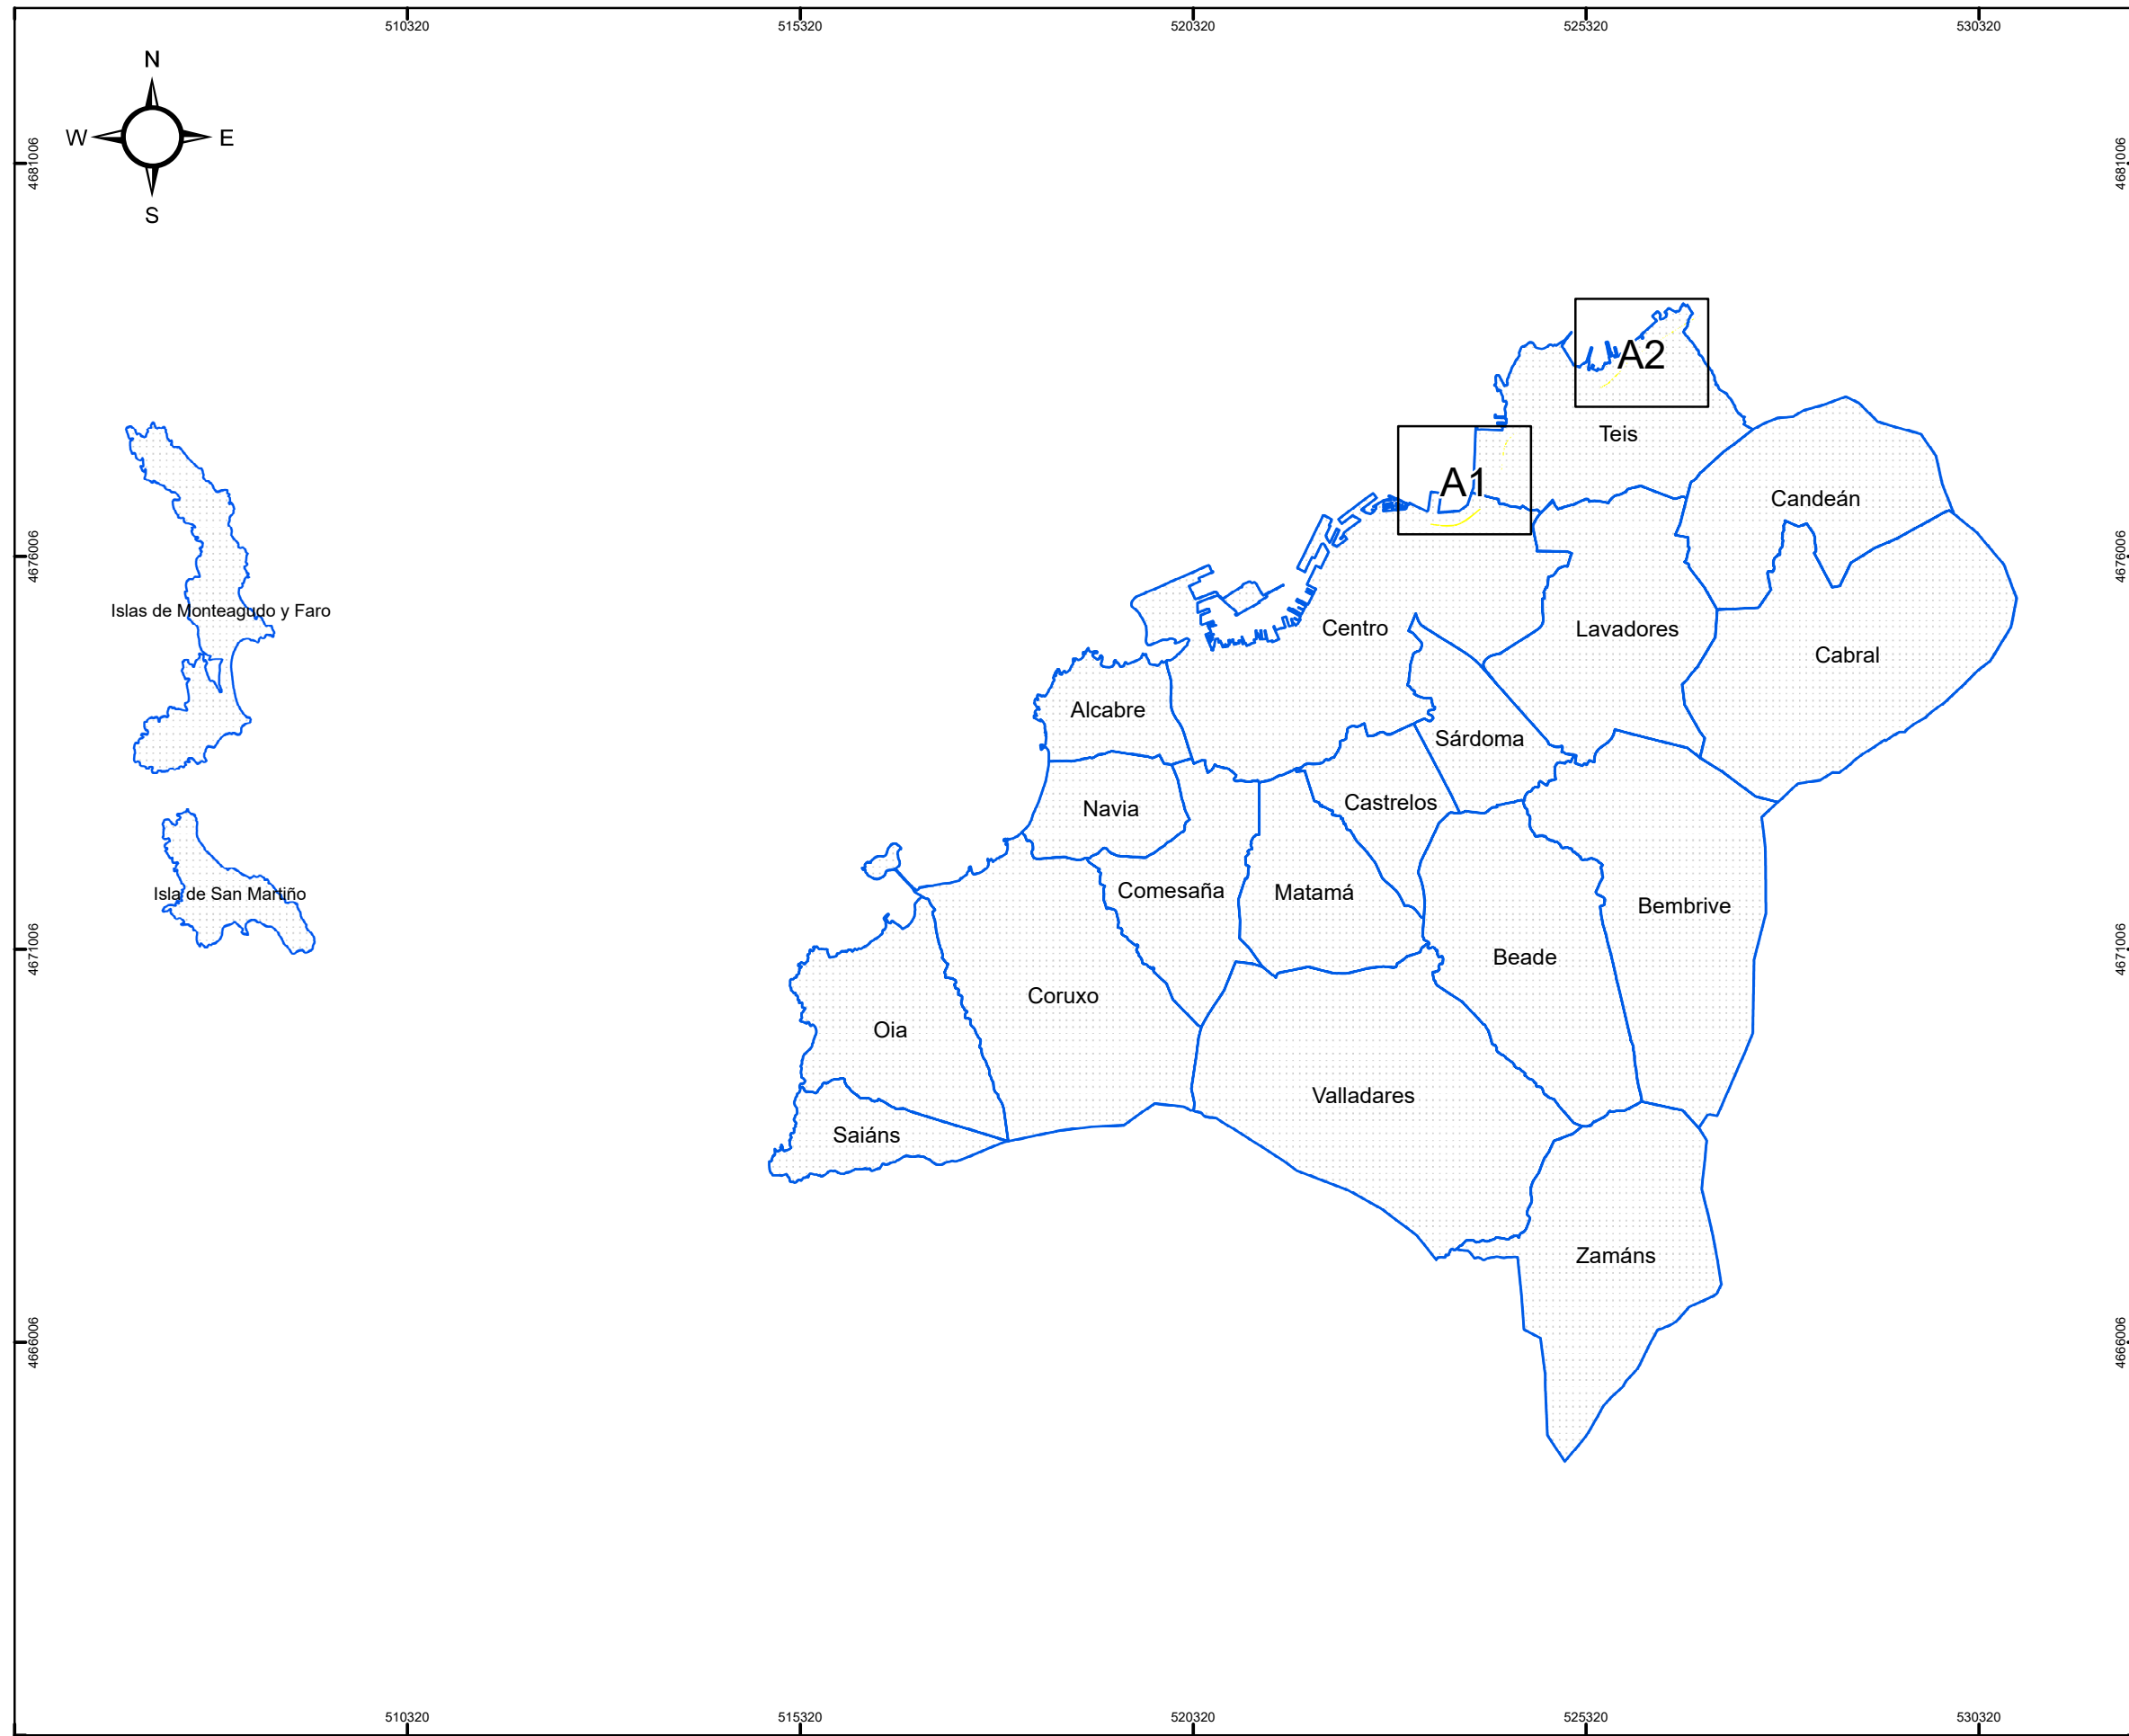 510320
515320
520320
525320
530320
N
W
E
S
4681006
4681006
A2
Teis
A1
Candeán
4676006
4676006
Islas de Monteagudo y Faro
Centro
Lavadores
Cabral
Alcabre
Sárdoma
Navia
Castrelos
Isla de San Martiño
Comesaña
Matamá
Bembrive
4671006
4671006
Beade
Coruxo
Oia
Valladares
Saiáns
Zamáns
4666006
4666006
510320
515320
520320
525320
530320